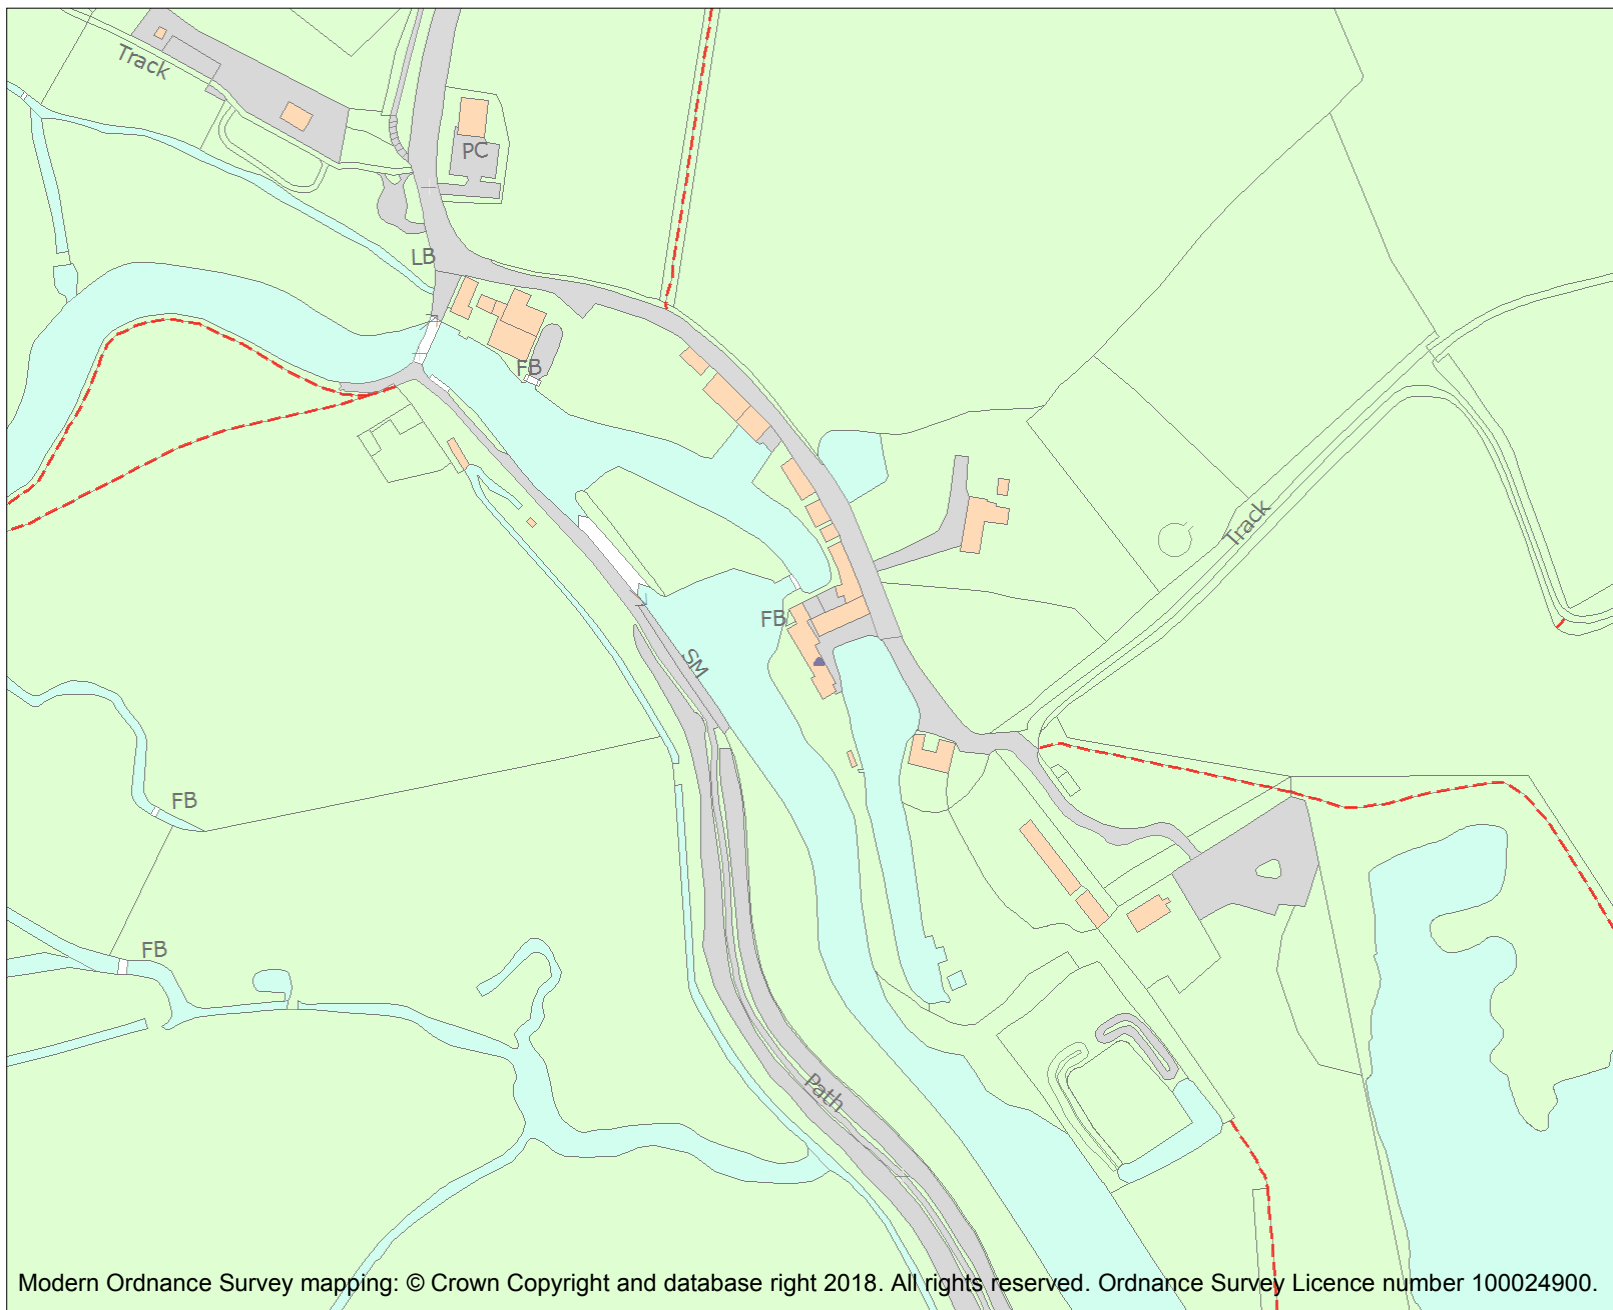 Track
PC
LB
FB
Track
FB
SM
FB
FB
Path
Modern Ordnance Survey mapping: © Crown Copyright and database right 2018. All rights reserved. Ordnance Survey Licence number 100024900.